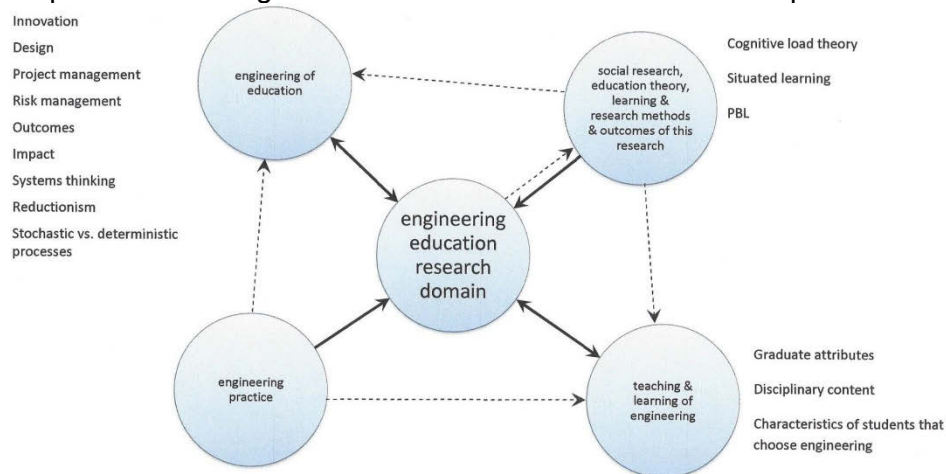 Innovation
Design
Project management
Risk management
Outcomes
Impact
Systems thinking
Reductionism
Stochastic vs. deterministic
processes
engineering of
education
social research,
education theory,
learning &
research methods
& outcomes of this
research
Cognitive load theory
Situated learning
PBL
engineering
education
research
domain
engineering
practice
teaching &
learning of
engineering
Graduate attributes
Disciplinary content
Characteristics of students that
choose engineering